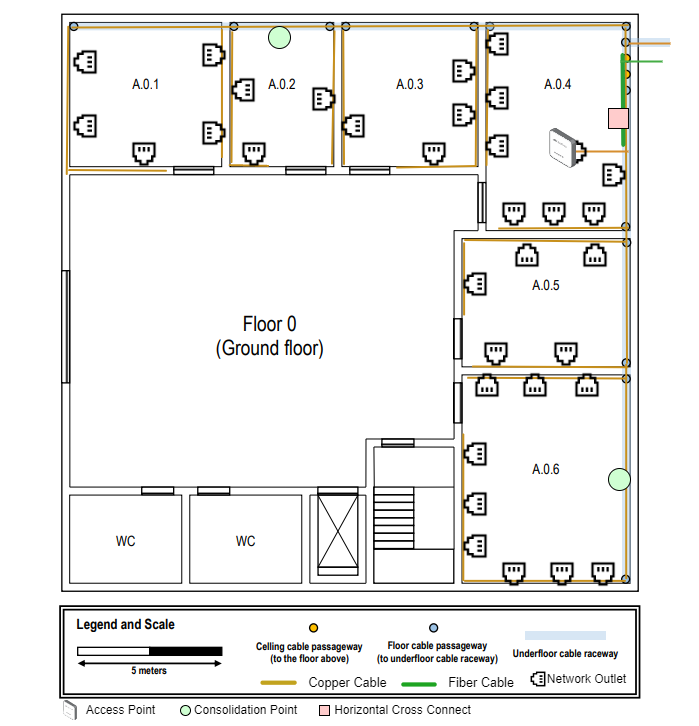 A.0.1
A.0.2
A.0.3
A.0.4
A.0.5
Floor 0
(Ground floor)
A.0.6
WC
WC
Legend and Scale
5 meters
Celling cable passageway
(to the floor above)
Floor cable passageway
(to underfloor cable raceway)
Underfloor cable raceway
Copper Cable
Fiber Cable
Network Outlet
Access Point
Consolidation Point
Horizontal Cross Connect